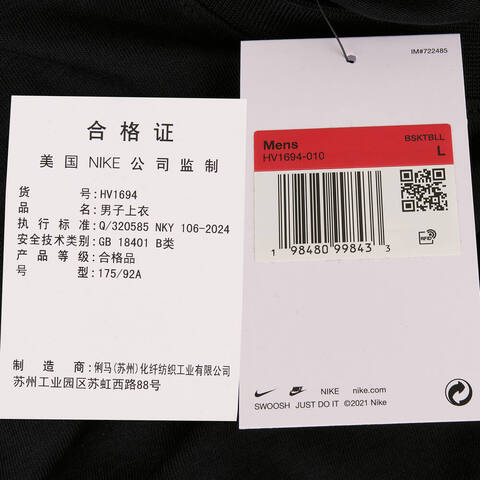 合格证
美国 NIKE 公司监制
货号:HV1694
品名:男子上衣
执行标准:Q/320585 NKY 106-2024
安全技术类别:GB 18401 B类
产品等级:合格品
号型:175/92A
制造商:俐马(苏州)化纤纺织工业有限公司
苏州工业园区苏虹西路88号
IM#722485
Mens
BSKTBLL
HV1694-010
L
1 98480 99843 3
RFID
NIKE
nike.com
SWOOSH
JUST DO IT
©2021 Nike